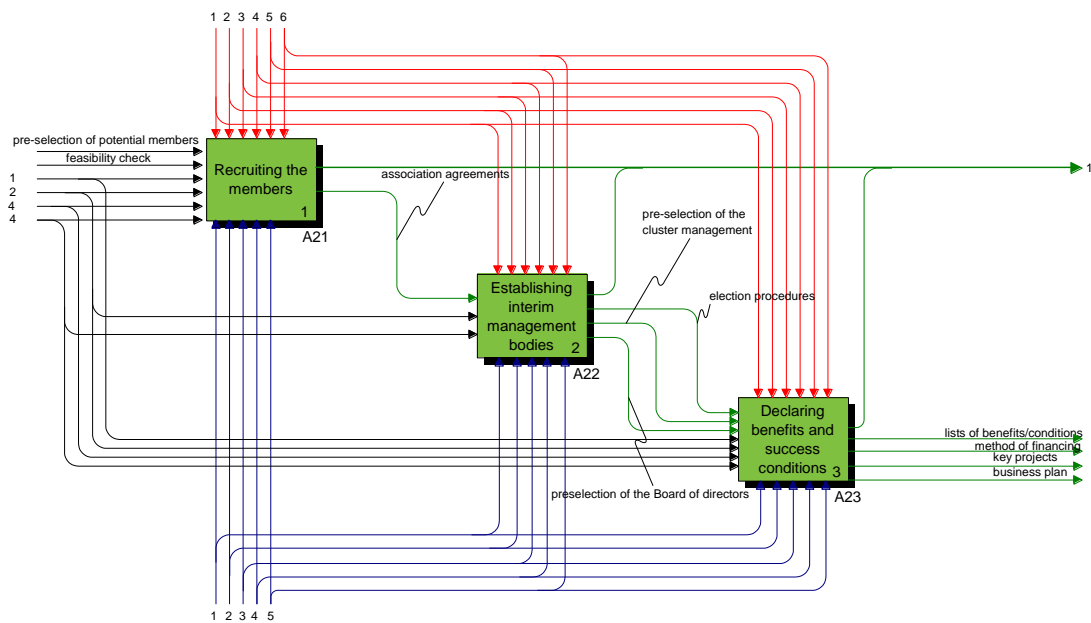 1 2 3 4 5 6
pre-selection of potential members
feasibility check
1
2
4
4
Recruiting the
members
1
A21
association agreements
1
pre-selection of the
cluster management
Establishing
interim
management
bodies
2
A22
election procedures
Declaring
benefits and
success
conditions
3
A23
lists of benefits/conditions
method of financing
key projects
business plan
preselection of the Board of directors
1 2 3 4 5